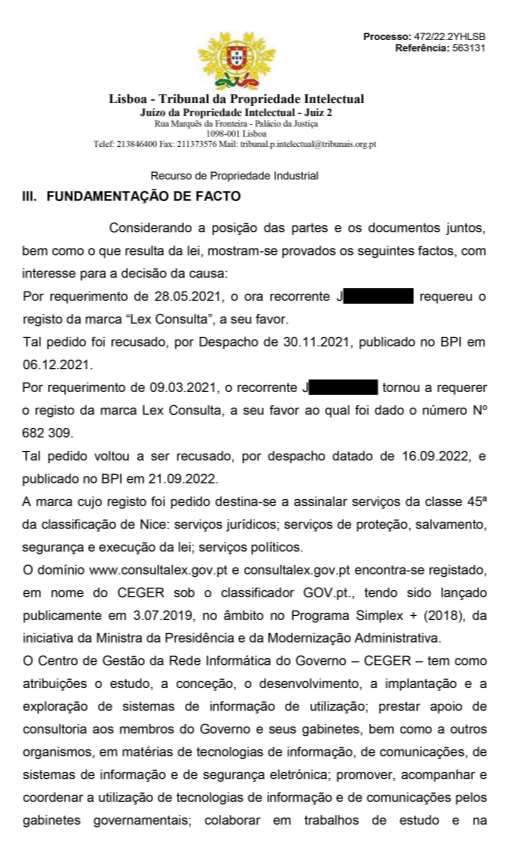 Processo: 472/22.2YHLSB
Referência: 563131
Lisboa - Tribunal da Propriedade Intelectual
Juízo da Propriedade Intelectual - Juiz 2
Rua Marquês da Fronteira - Palácio da Justiça
1098-001 Lisboa
Telef: 213846400 Fax: 211373576 Mail: tribunal.p.intelectual@tribunais.org.pt
Recurso de Propriedade Industrial
III. FUNDAMENTAÇÃO DE FACTO
Considerando a posição das partes e os documentos juntos,
bem como o que resulta da lei, mostram-se provados os seguintes factos, com
interesse para a decisão da causa:
Por requerimento de 28.05.2021, o ora recorrente J requereu o
registo da marca “Lex Consulta”, a seu favor.
Tal pedido foi recusado, por Despacho de 30.11.2021, publicado no BPI em
06.12.2021.
Por requerimento de 09.03.2021, o recorrente J tornou a requerer
o registo da marca Lex Consulta, a seu favor ao qual foi dado o número Nº
682 309.
Tal pedido voltou a ser recusado, por despacho datado de 16.09.2022, e
publicado no BPI em 21.09.2022.
A marca cujo registo foi pedido destina-se a assinalar serviços da classe 45ª
da classificação de Nice: serviços jurídicos; serviços de proteção, salvamento,
segurança e execução da lei; serviços políticos.
O domínio www.consultalex.gov.pt e consultalex.gov.pt encontra-se registado,
em nome do CEGER sob o classificador GOV.pt., tendo sido lançado
publicamente em 3.07.2019, no âmbito no Programa Simplex + (2018), da
iniciativa da Ministra da Presidência e da Modernização Administrativa.
O Centro de Gestão da Rede Informática do Governo – CEGER – tem como
atribuições o estudo, a conceção, o desenvolvimento, a implantação e a
exploração de sistemas de informação de utilização; prestar apoio de
consultoria aos membros do Governo e seus gabinetes, bem como a outros
organismos, em matérias de tecnologias de informação, de comunicações, de
sistemas de informação e de segurança eletrónica; promover, acompanhar e
coordenar a utilização de tecnologias de informação e de comunicações pelos
gabinetes governamentais; colaborar em trabalhos de estudo e na